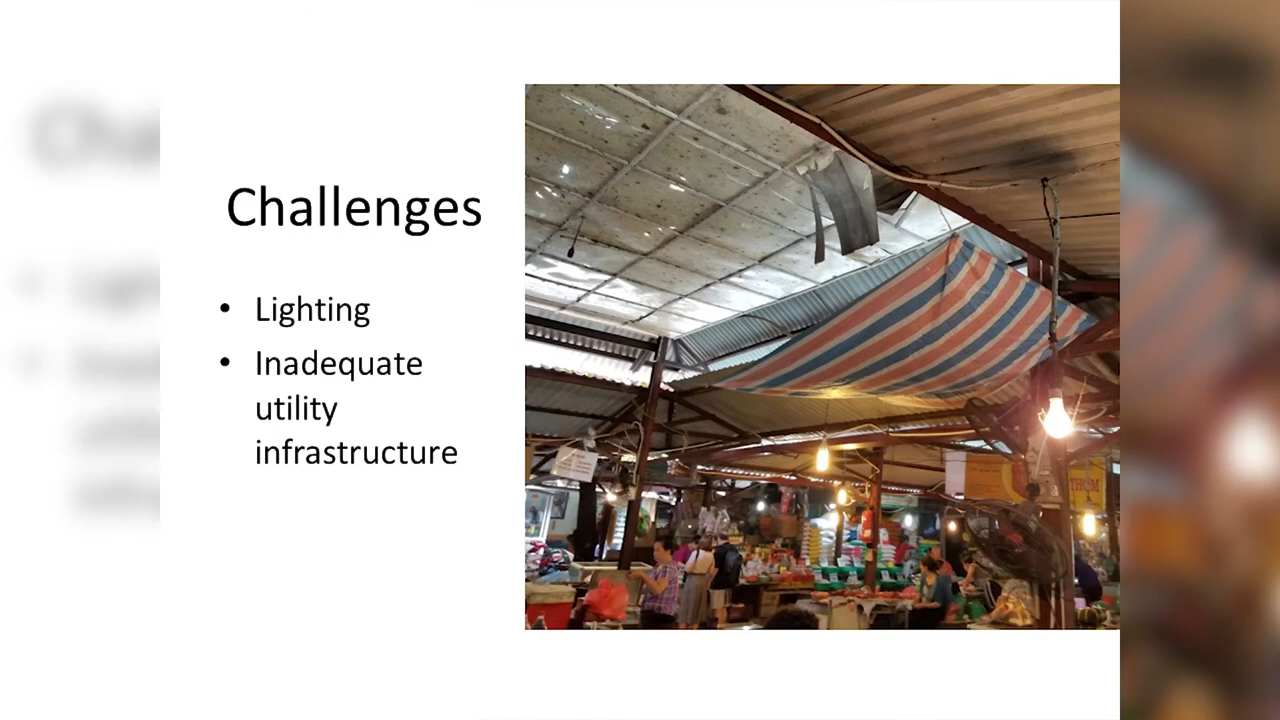 Challenges
• Lighting
• Inadequate
utility
infrastructure